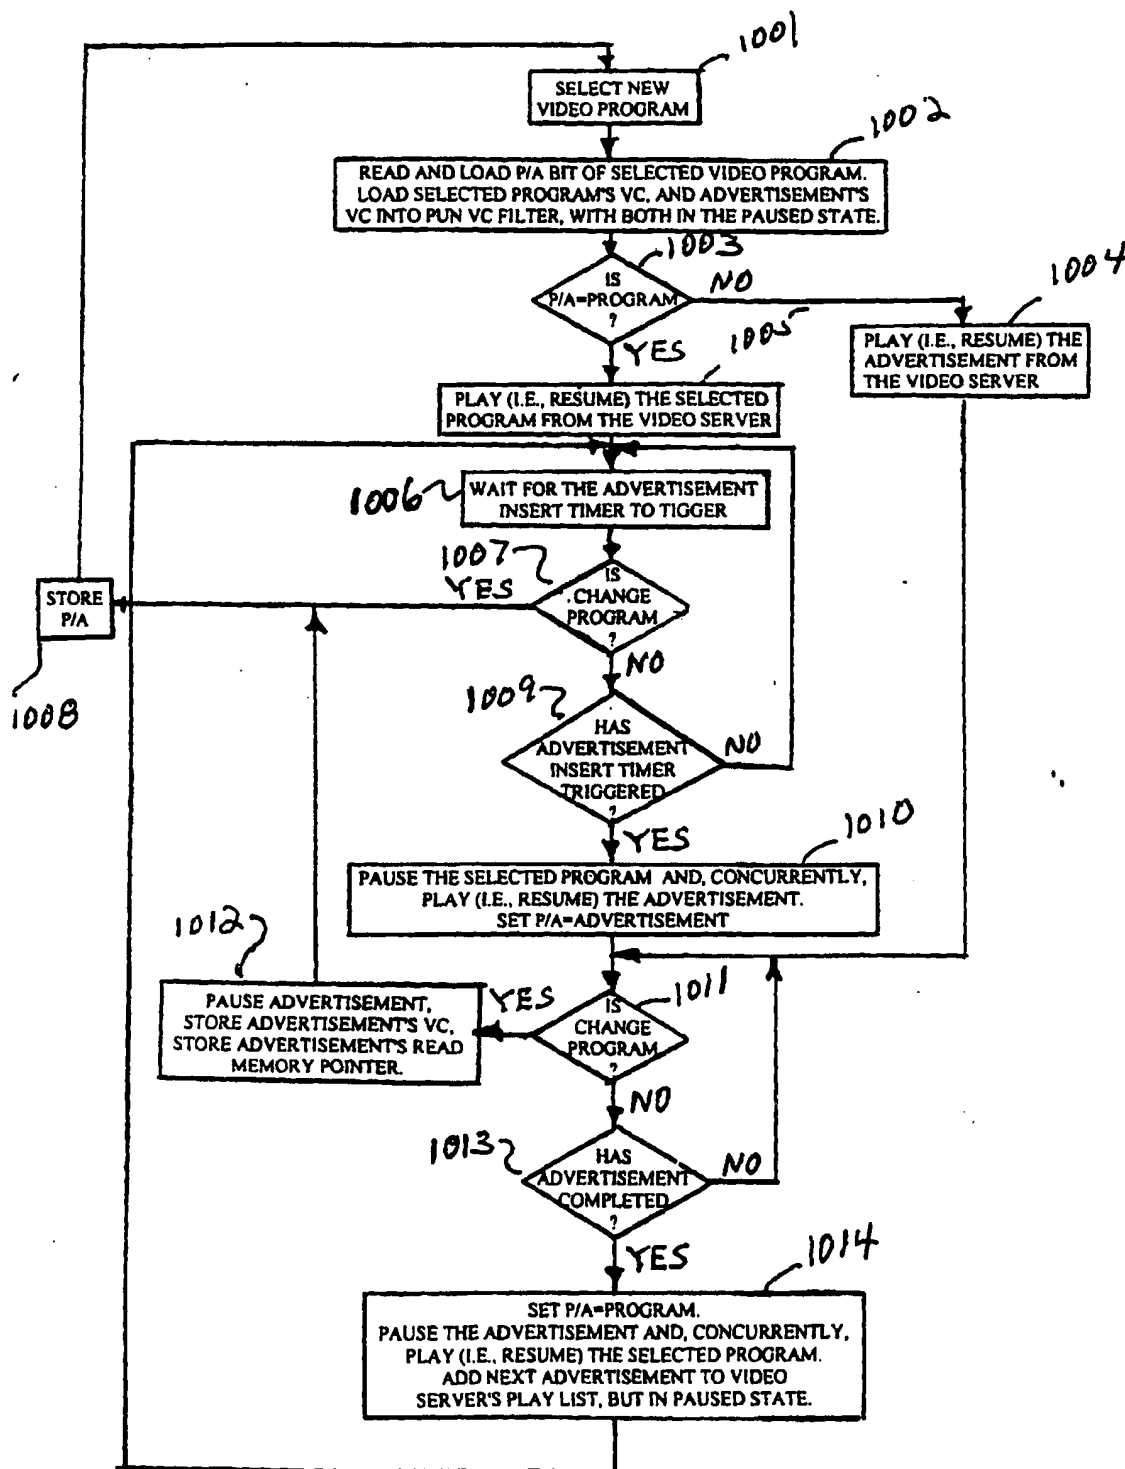 1001
SELECT NEW
VIDEO PROGRAM
1002
READ AND LOAD P/A BIT OF SELECTED VIDEO PROGRAM.
LOAD SELECTED PROGRAM'S VC, AND ADVERTISEMENT'S
VC INTO PUN VC FILTER, WITH BOTH IN THE PAUSED STATE.
1003
IS
P/A=PROGRAM
?
NO
1004
YES
1005
PLAY (I.E., RESUME) THE
ADVERTISEMENT FROM
THE VIDEO SERVER
PLAY (I.E., RESUME) THE SELECTED
PROGRAM FROM THE VIDEO SERVER
1006
WAIT FOR THE ADVERTISEMENT
INSERT TIMER TO TIGGER
1007
YES
IS
CHANGE
PROGRAM
?
STORE
P/A
1008
NO
1009
HAS
ADVERTISEMENT
INSERT TIMER
TRIGGERED
?
NO
YES
1010
PAUSE THE SELECTED PROGRAM AND, CONCURRENTLY,
PLAY (I.E., RESUME) THE ADVERTISEMENT.
SET P/A=ADVERTISEMENT
1012
PAUSE ADVERTISEMENT,
STORE ADVERTISEMENT'S VC,
STORE ADVERTISEMENT'S READ
MEMORY POINTER.
YES
1011
IS
CHANGE
PROGRAM
?
NO
1013
HAS
ADVERTISEMENT
COMPLETED
?
NO
YES
1014
SET P/A=PROGRAM.
PAUSE THE ADVERTISEMENT AND, CONCURRENTLY,
PLAY (I.E., RESUME) THE SELECTED PROGRAM.
ADD NEXT ADVERTISEMENT TO VIDEO
SERVER'S PLAY LIST, BUT IN PAUSED STATE.